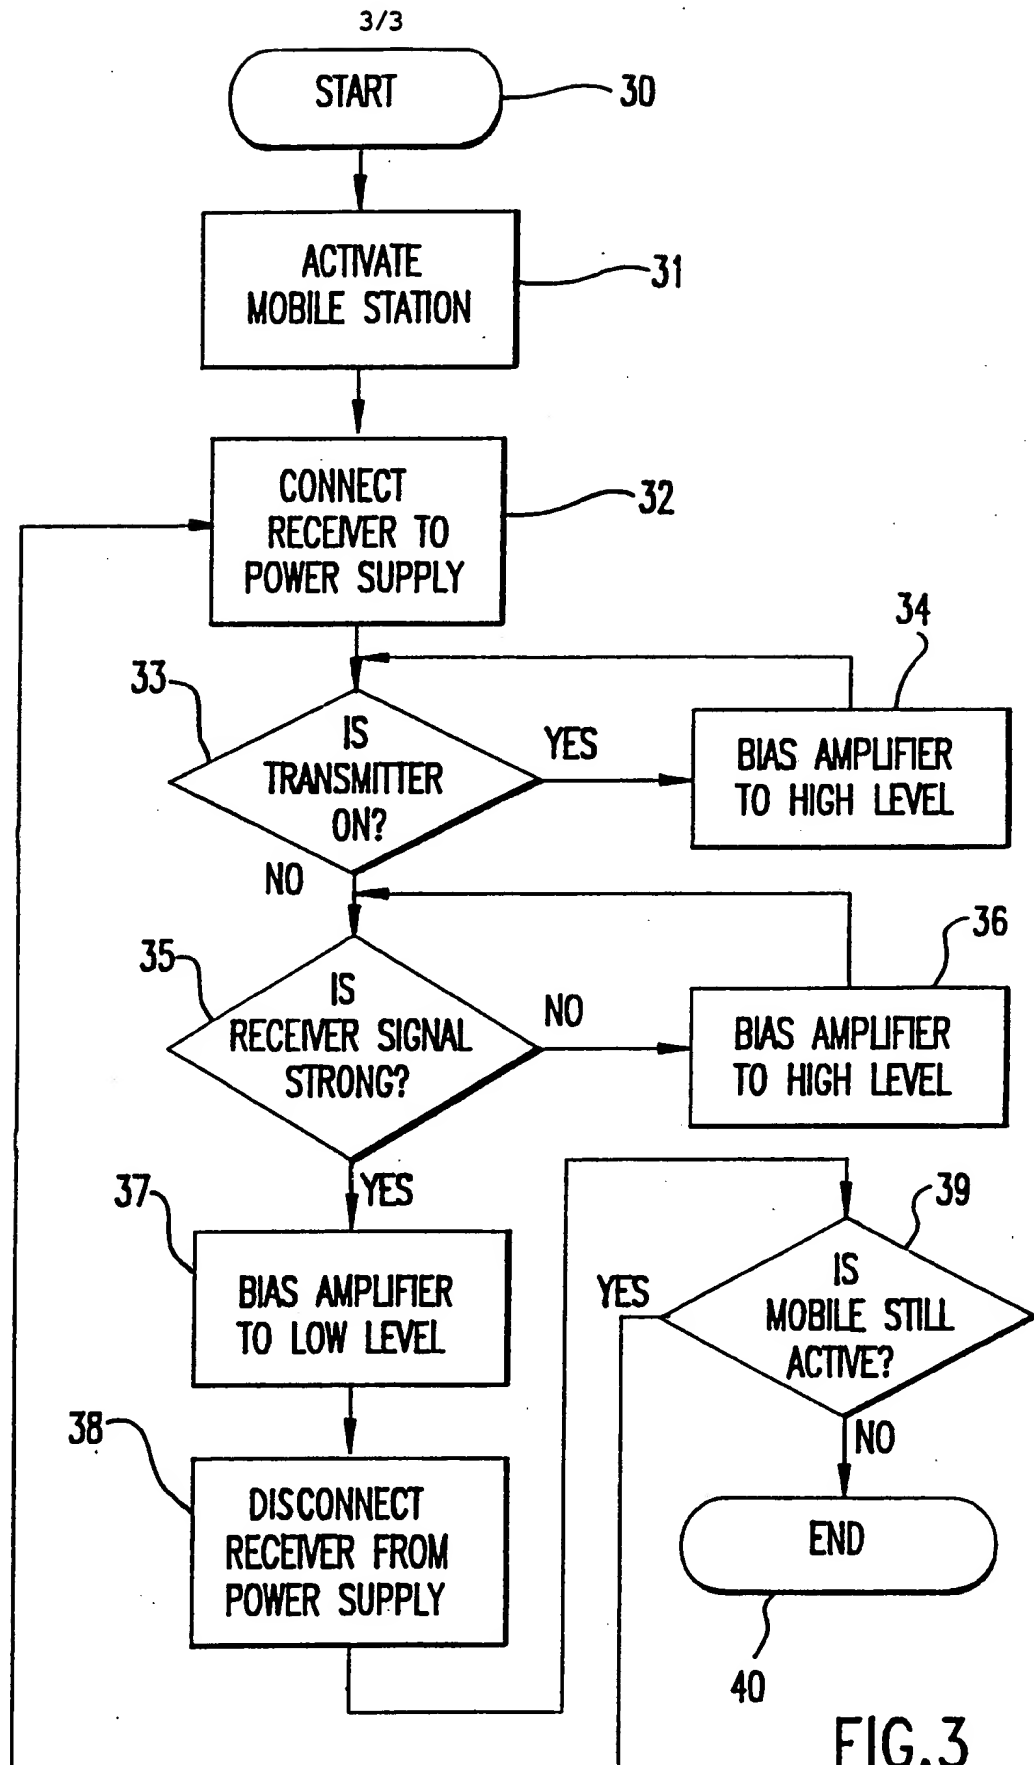 3/3
START
30
ACTIVATE
MOBILE STATION
31
CONNECT
RECEIVER TO
POWER SUPPLY
32
33
IS
TRANSMITTER
ON?
YES
NO
34
BIAS AMPLIFIER
TO HIGH LEVEL
35
IS
RECEIVER SIGNAL
STRONG?
NO
YES
36
BIAS AMPLIFIER
TO HIGH LEVEL
37
BIAS AMPLIFIER
TO LOW LEVEL
38
DISCONNECT
RECEIVER FROM
POWER SUPPLY
39
IS
MOBILE STILL
ACTIVE?
YES
NO
END
40
FIG.3